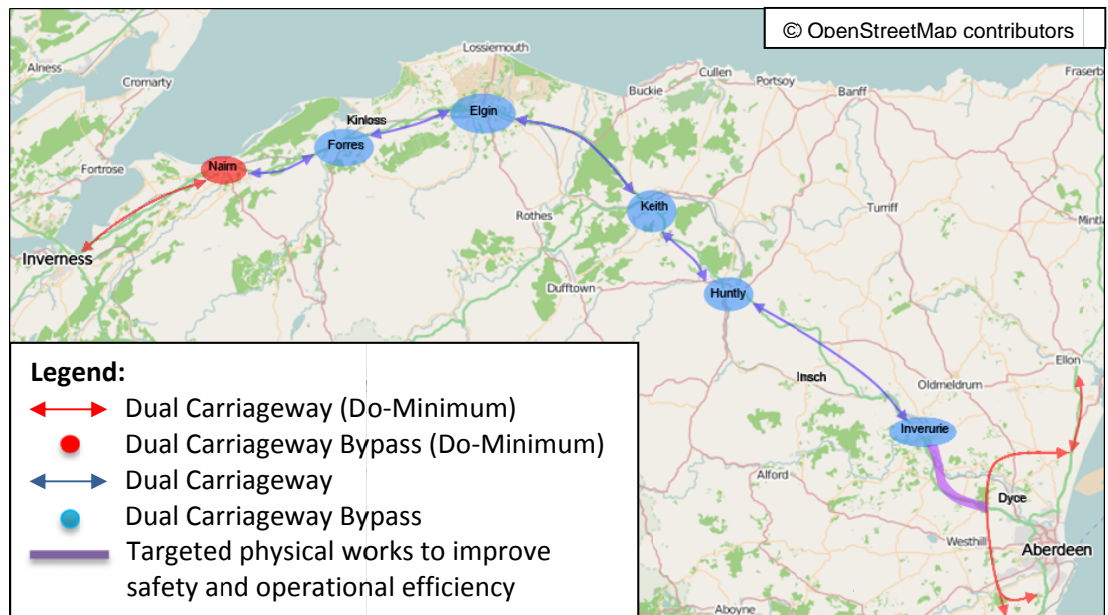 © OpenStreetMap contributors
Lossiemouth
Alness
Cromarty
Cullen
Portsoy
Fraserb
Buckie
Banff
Elgin
Kinloss
Forres
Fortrose
Nairn
Keith
Rothes
Turriff
Mintla
Inverness
Dufftown
Huntly
Ellon
Insch
Oldmeldrum
Inverurie
Alford
Dyce
Westhill
Aberdeen
Aboyne
Legend:
Dual Carriageway (Do-Minimum)
Dual Carriageway Bypass (Do-Minimum)
Dual Carriageway
Dual Carriageway Bypass
Targeted physical works to improve
safety and operational efficiency